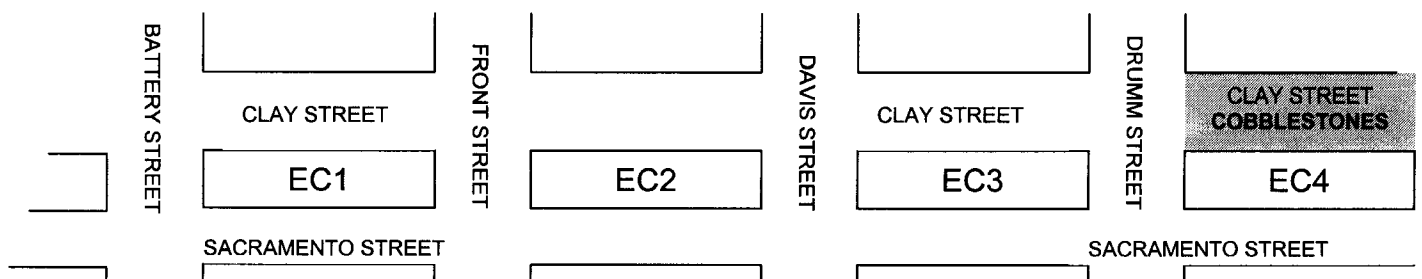 BATTERY STREET
FRONT STREET
DAVIS STREET
DRUMM STREET
CLAY STREET
CLAY STREET
CLAY STREET
COBBLESTONES
EC1
EC2
EC3
EC4
SACRAMENTO STREET
SACRAMENTO STREET